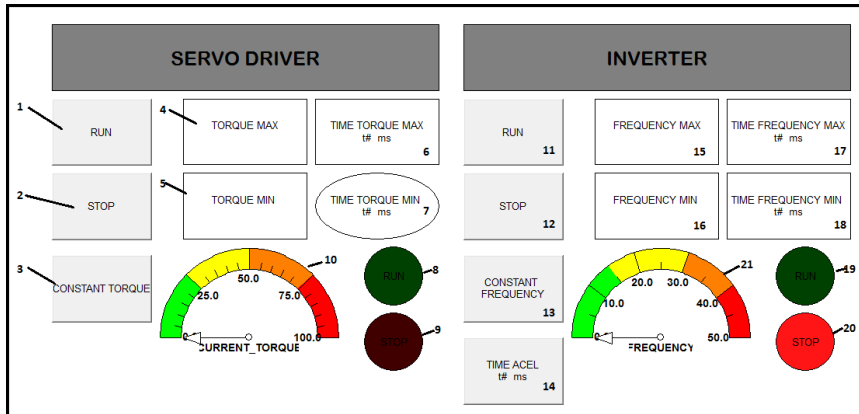 SERVO DRIVER
INVERTER
1
RUN
4
TORQUE MAX
TIME TORQUE MAX
t# ms
6
RUN
11
FREQUENCY MAX
15
TIME FREQUENCY MAX
t# ms
17
2
STOP
5
TORQUE MIN
TIME TORQUE MIN
t# ms
7
STOP
12
FREQUENCY MIN
16
TIME FREQUENCY MIN
t# ms
18
3
CONSTANT TORQUE
25.0
50.0
75.0
100.0
CURRENT_TORQUE
10
RUN
8
STOP
9
CONSTANT
FREQUENCY
13
TIME ACEL
t# ms
14
10.0
20.0
30.0
40.0
50.0
FREQUENCY
21
RUN
19
STOP
20